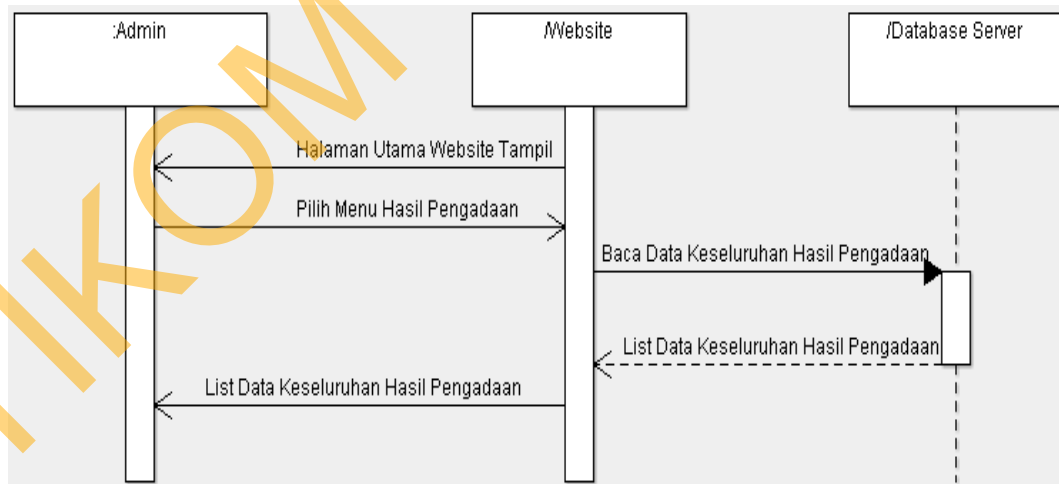 :Admin
/Website
/Database Server
Halaman Utama Website Tampil
Pilih Menu Hasil Pengadaan
Baca Data Keseluruhan Hasil Pengadaan
List Data Keseluruhan Hasil Pengadaan
List Data Keseluruhan Hasil Pengadaan
IKOM